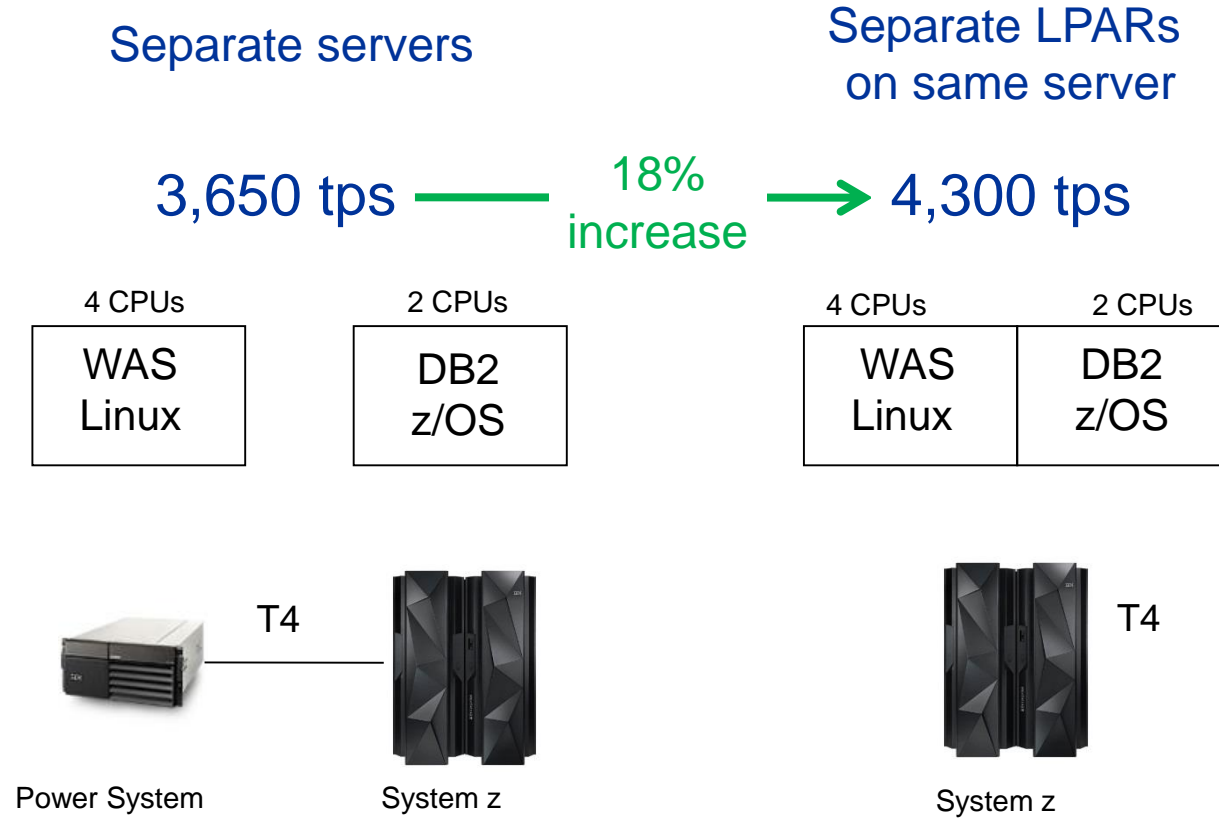 Separate servers
Separate LPARs
on same server
3,650 tps
18%
increase
4,300 tps
4 CPUs
2 CPUs
4 CPUs
2 CPUs
WAS
Linux
DB2
z/OS
WAS
Linux
DB2
z/OS
T4
T4
Power System
System z
System z